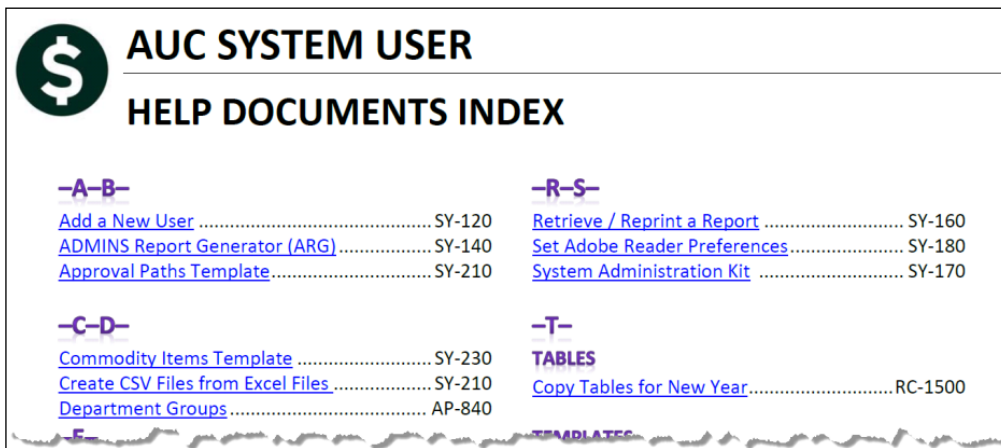 $
AUC SYSTEM USER
HELP DOCUMENTS INDEX
–A–B–
Add a New User ............................................ SY-120
ADMINS Report Generator (ARG).................. SY-140
Approval Paths Template............................... SY-210
–C–D–
Commodity Items Template .......................... SY-230
Create CSV Files from Excel Files ................... SY-210
Department Groups...................................... AP-840
–R–S–
Retrieve / Reprint a Report ........................... SY-160
Set Adobe Reader Preferences...................... SY-180
System Administration Kit ........................... SY-170
–T–
TABLES
Copy Tables for New Year...........................RC-1500
TEMPLATES